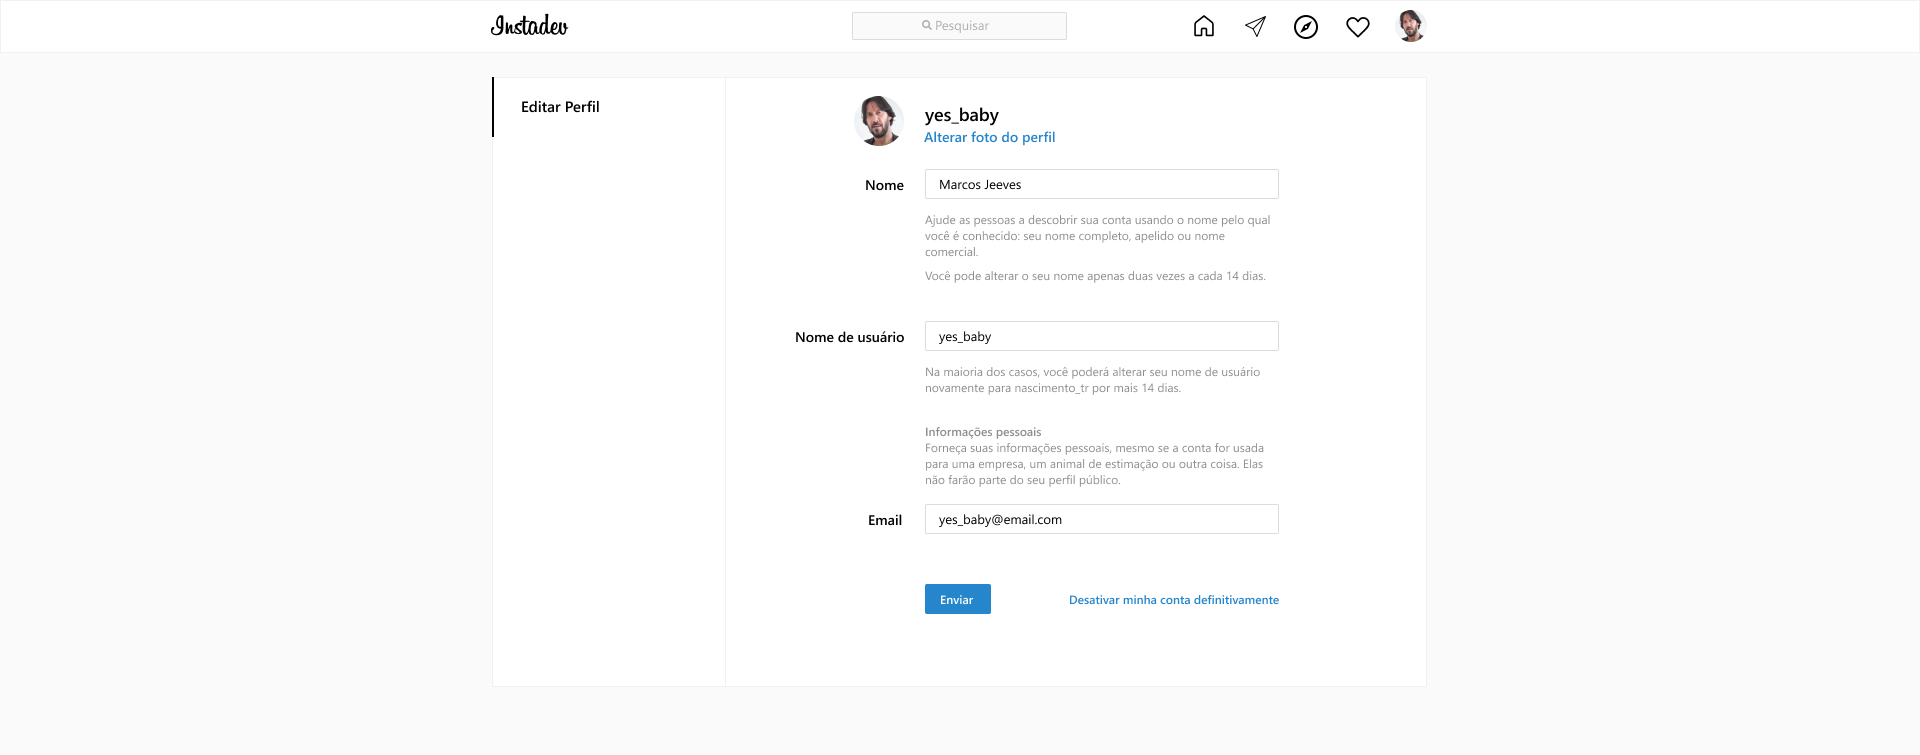 Instadev
Pesquisar
Editar Perfil
yes_baby
Alterar foto do perfil
Nome
Marcos Jeeves
Ajude as pessoas a descobrir sua conta usando o nome pelo qual
você é conhecido: seu nome completo, apelido ou nome
comercial.
Você pode alterar o seu nome apenas duas vezes a cada 14 dias.
Nome de usuário
yes_baby
Na maioria dos casos, você poderá alterar seu nome de usuário
novamente para nascimento_tr por mais 14 dias.
Informações pessoais
Forneça suas informações pessoais, mesmo se a conta for usada
para uma empresa, um animal de estimação ou outra coisa. Elas
não farão parte do seu perfil público.
Email
yes_baby@email.com
Enviar
Desativar minha conta definitivamente